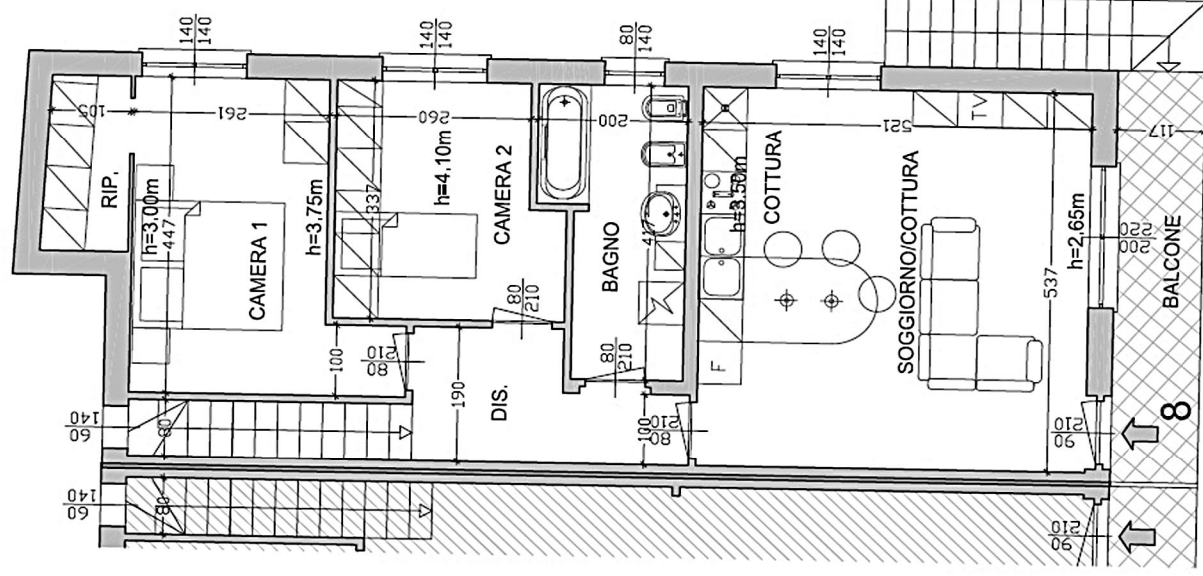 140
140
140
140
80
140
140
140
105
261
260
200
521
TV
117
RIP.
h=3,00m
447
CAMERA 1
h=3,75m
337
h=4,10m
CAMERA 2
BAGNO
417
h=3.50m
COTTURA
SOGGIORNO/COTTURA
h=2,65m
537
220
200
BALCONE
80
210
80
210
100
210
80
190
DIS.
F
100
210
80
140
60
80
210
90
8
140
60
80
210
90